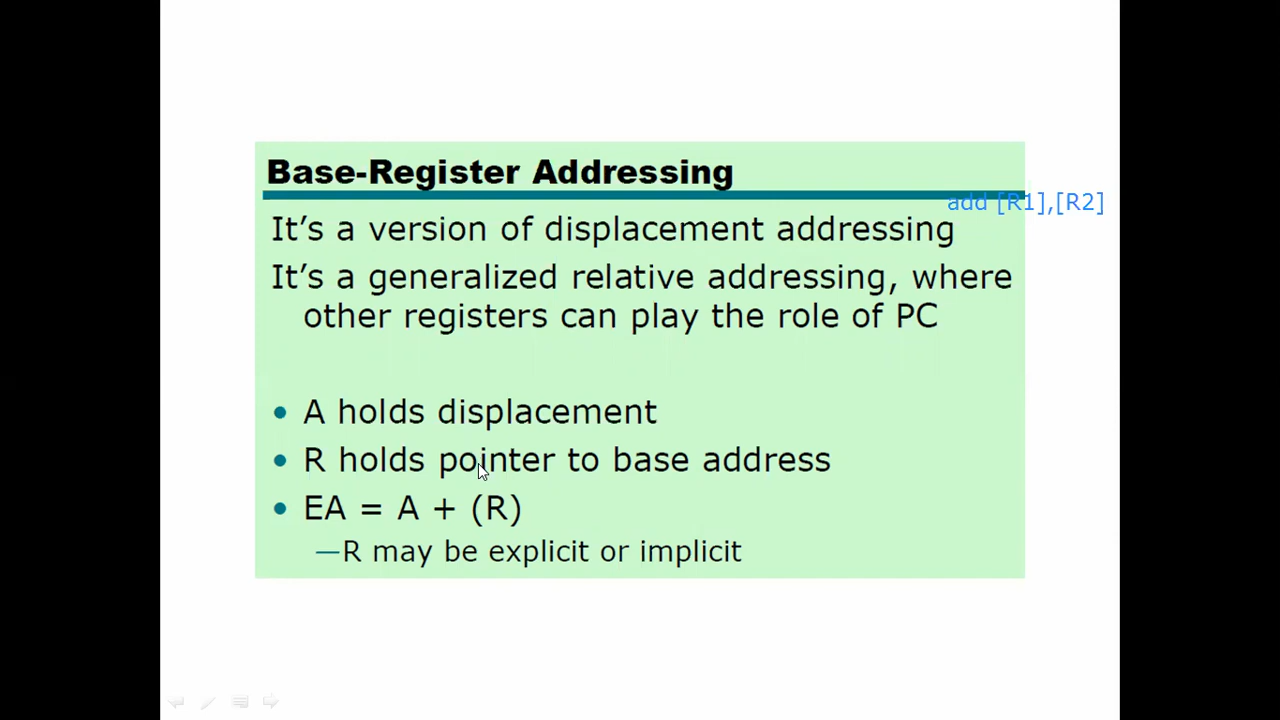 Base-Register Addressing
add [R1],[R2]
It's a version of displacement addressing
It's a generalized relative addressing, where
other registers can play the role of PC
• A holds displacement
• R holds pointer to base address
• EA = A + (R)
—R may be explicit or implicit